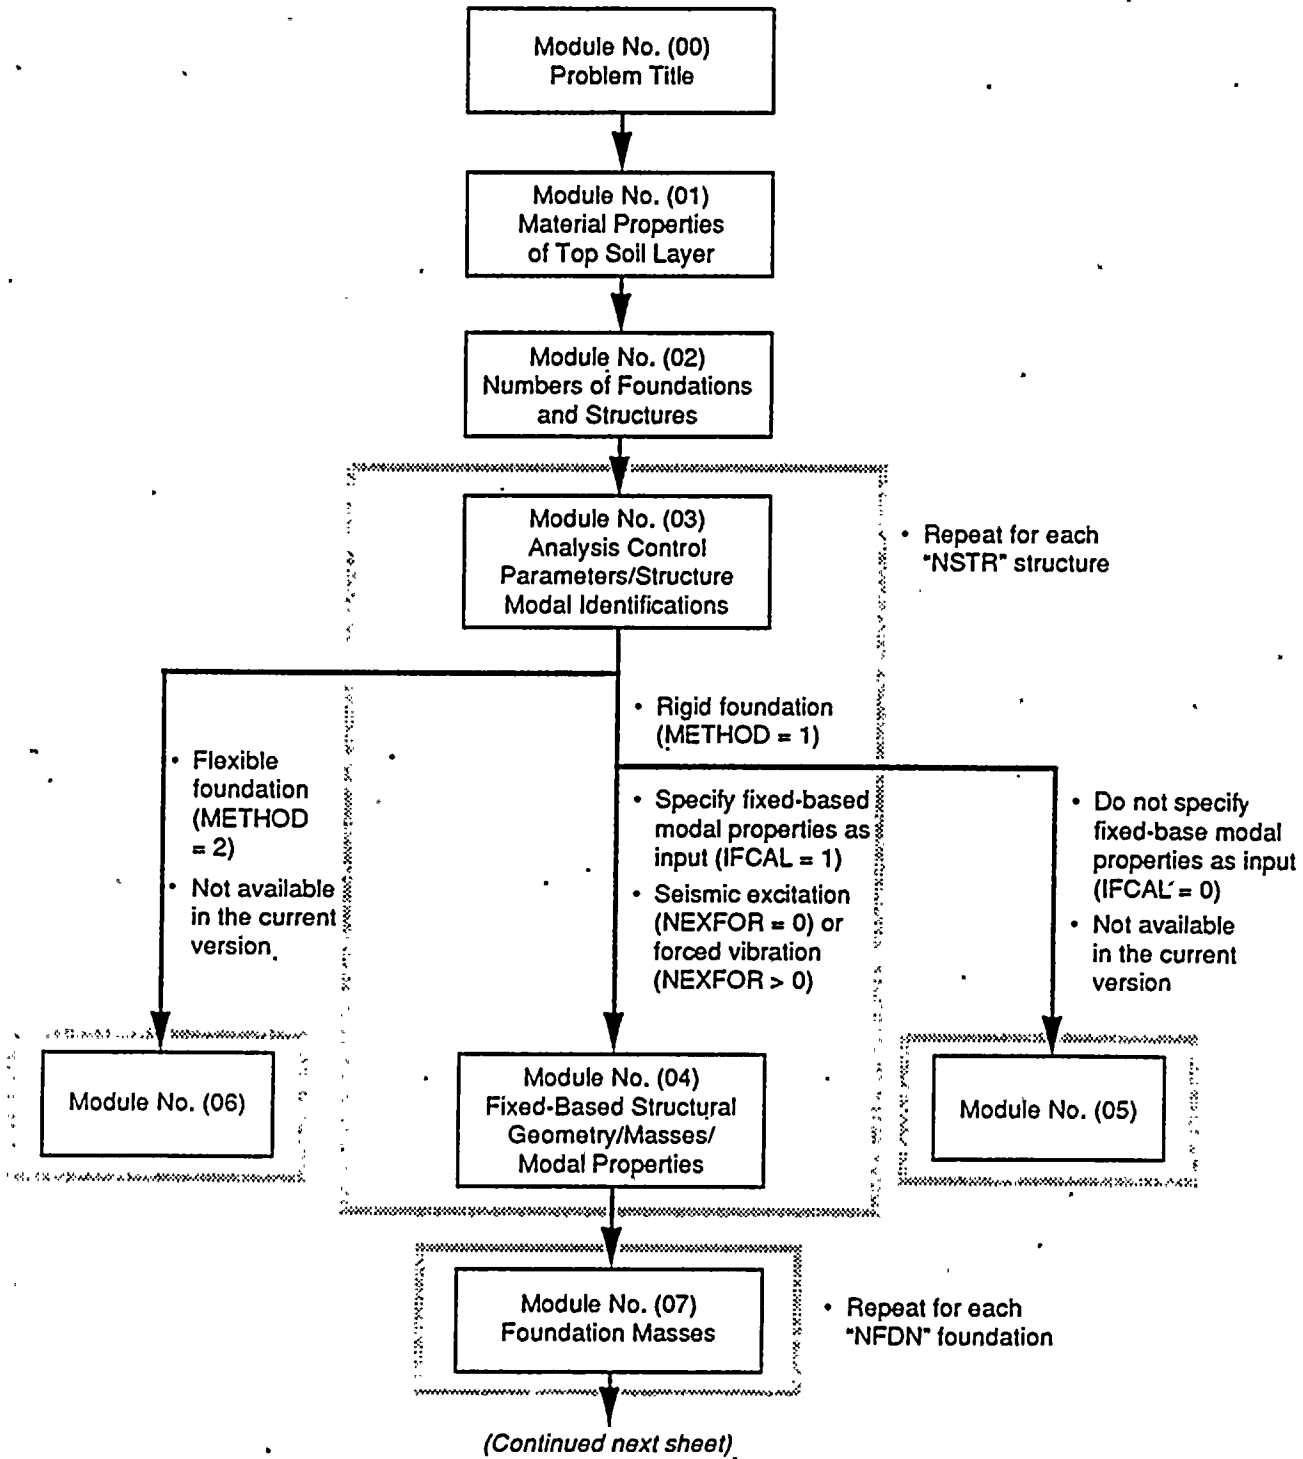 Module No. (00)
Problem Title
Module No. (01)
Material Properties
of Top Soil Layer
Module No. (02)
Numbers of Foundations
and Structures
Module No. (03)
Analysis Control
Parameters/Structure
Modal Identifications
• Repeat for each
"NSTR" structure
• Rigid foundation
(METHOD = 1)
• Flexible
foundation
(METHOD
= 2)
• Not available
in the current
version.
• Specify fixed-based
modal properties as
input (IFCAL = 1)
• Seismic excitation
(NEXFOR = 0) or
forced vibration
(NEXFOR > 0)
• Do not specify
fixed-base modal
properties as input
(IFCAL = 0)
• Not available
in the current
version
Module No. (06)
Module No. (04)
Fixed-Based Structural
Geometry/Masses/
Modal Properties
Module No. (05)
Module No. (07)
Foundation Masses
• Repeat for each
"NFDN" foundation
(Continued next sheet)